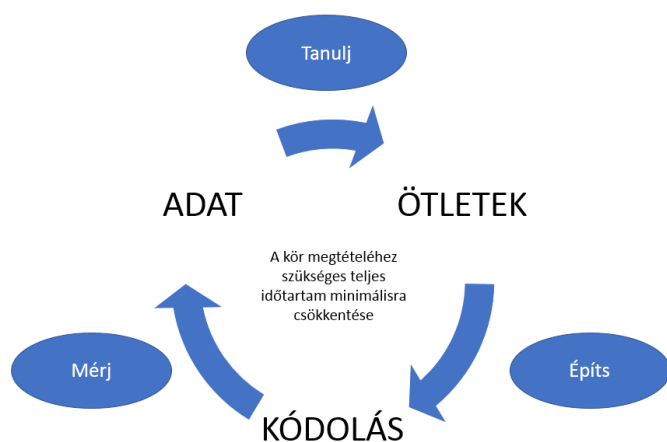 Tanulj
ADAT
ÖTLETEK
A kör megtételéhez
szükséges teljes
időtartam minimálisra
csökkentése
Mérj
Építs
KÓDOLÁS